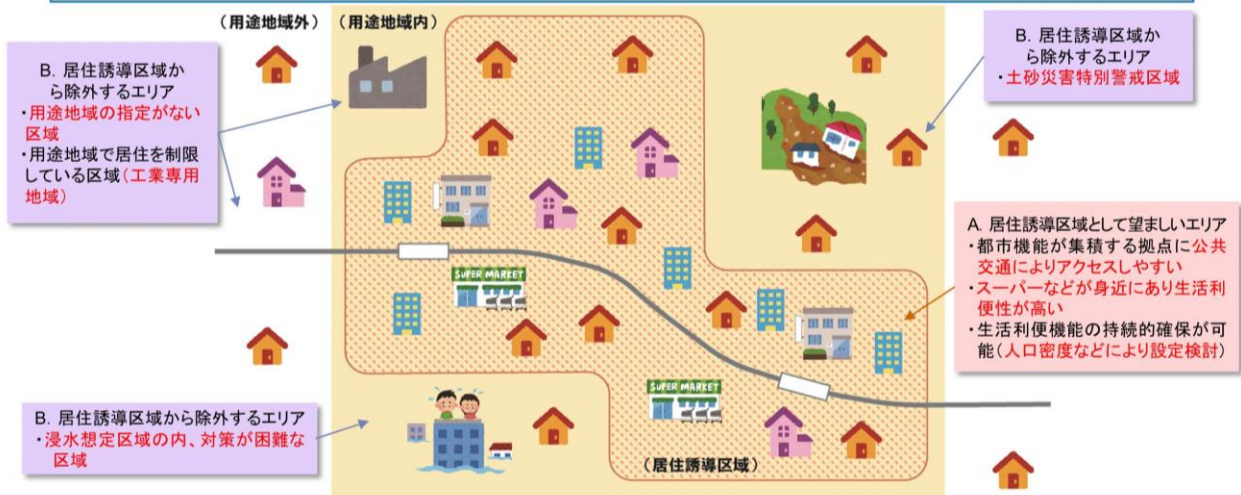 (用途地域外)
(用途地域内)
B. 居住誘導区域か
ら除外するエリア
・用途地域の指定がない
区域
・用途地域で居住を制限
している区域(工業専用
地域)
B. 居住誘導区域か
ら除外するエリア
・土砂災害特別警戒区域
A. 居住誘導区域として望ましいエリア
・都市機能が集積する拠点に公共
交通によりアクセスしやすい
・スーパーなどが身近にあり生活利
便性が高い
・生活利便機能の持続的確保が可
能(人口密度などにより設定検討)
SUPER MARKET
SUPER MARKET
B. 居住誘導区域から除外するエリア
・浸水想定区域の内、対策が困難な
区域
(居住誘導区域)